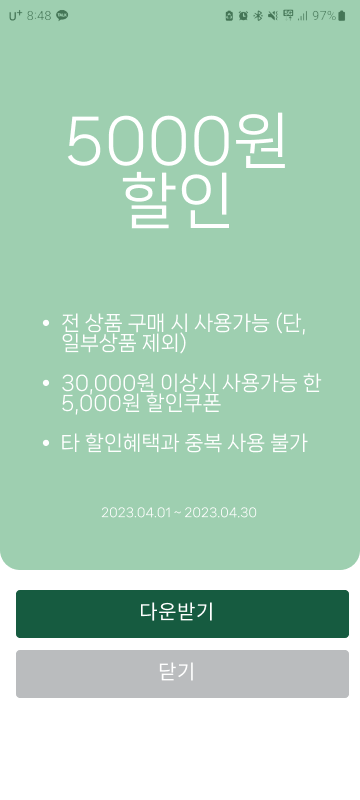 U+ 8:48 TALK 5G 97%
5000원
할인
• 전 상품 구매 시 사용가능 (단,
일부상품 제외)
• 30,000원 이상시 사용가능 한
5,000원 할인쿠폰
• 타 할인혜택과 중복 사용 불가
2023.04.01 ~ 2023.04.30
다운받기
닫기